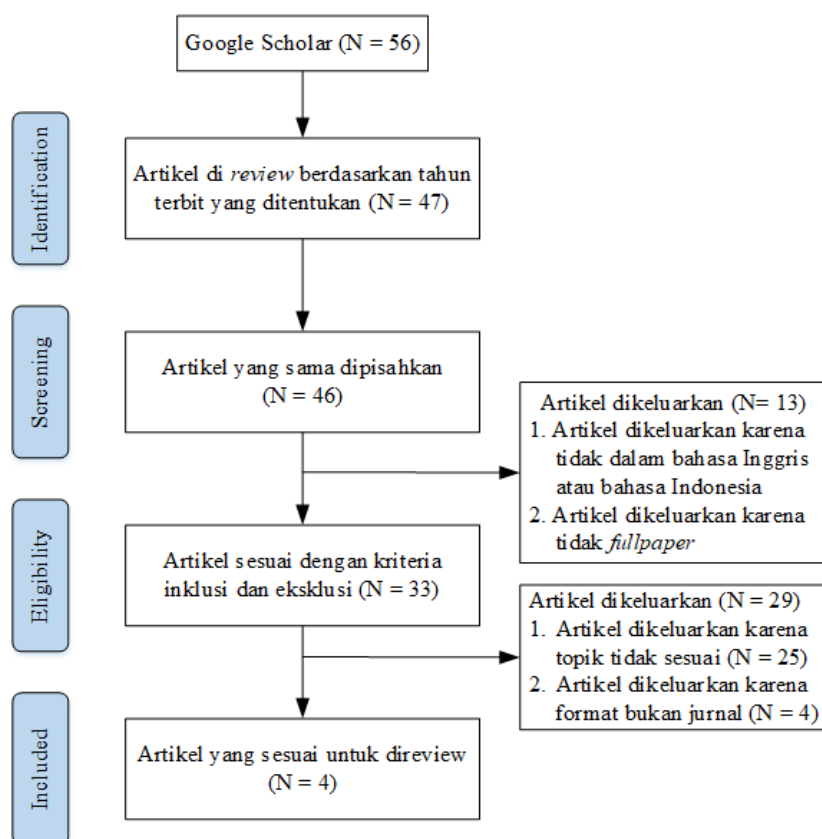 Google Scholar (N = 56)
Identification
Artikel di review berdasarkan tahun
terbit yang ditentukan (N = 47)
Screening
Artikel yang sama dipisahkan
(N = 46)
Artikel dikeluarkan (N= 13)
1. Artikel dikeluarkan karena
tidak dalam bahasa Inggris
atau bahasa Indonesia
2. Artikel dikeluarkan karena
tidak fullpaper
Eligibility
Artikel sesuai dengan kriteria
inklusi dan eksklusi (N = 33)
Artikel dikeluarkan (N = 29)
1. Artikel dikeluarkan karena
topik tidak sesuai (N = 25)
2. Artikel dikeluarkan karena
format bukan jurnal (N = 4)
Included
Artikel yang sesuai untuk direview
(N = 4)